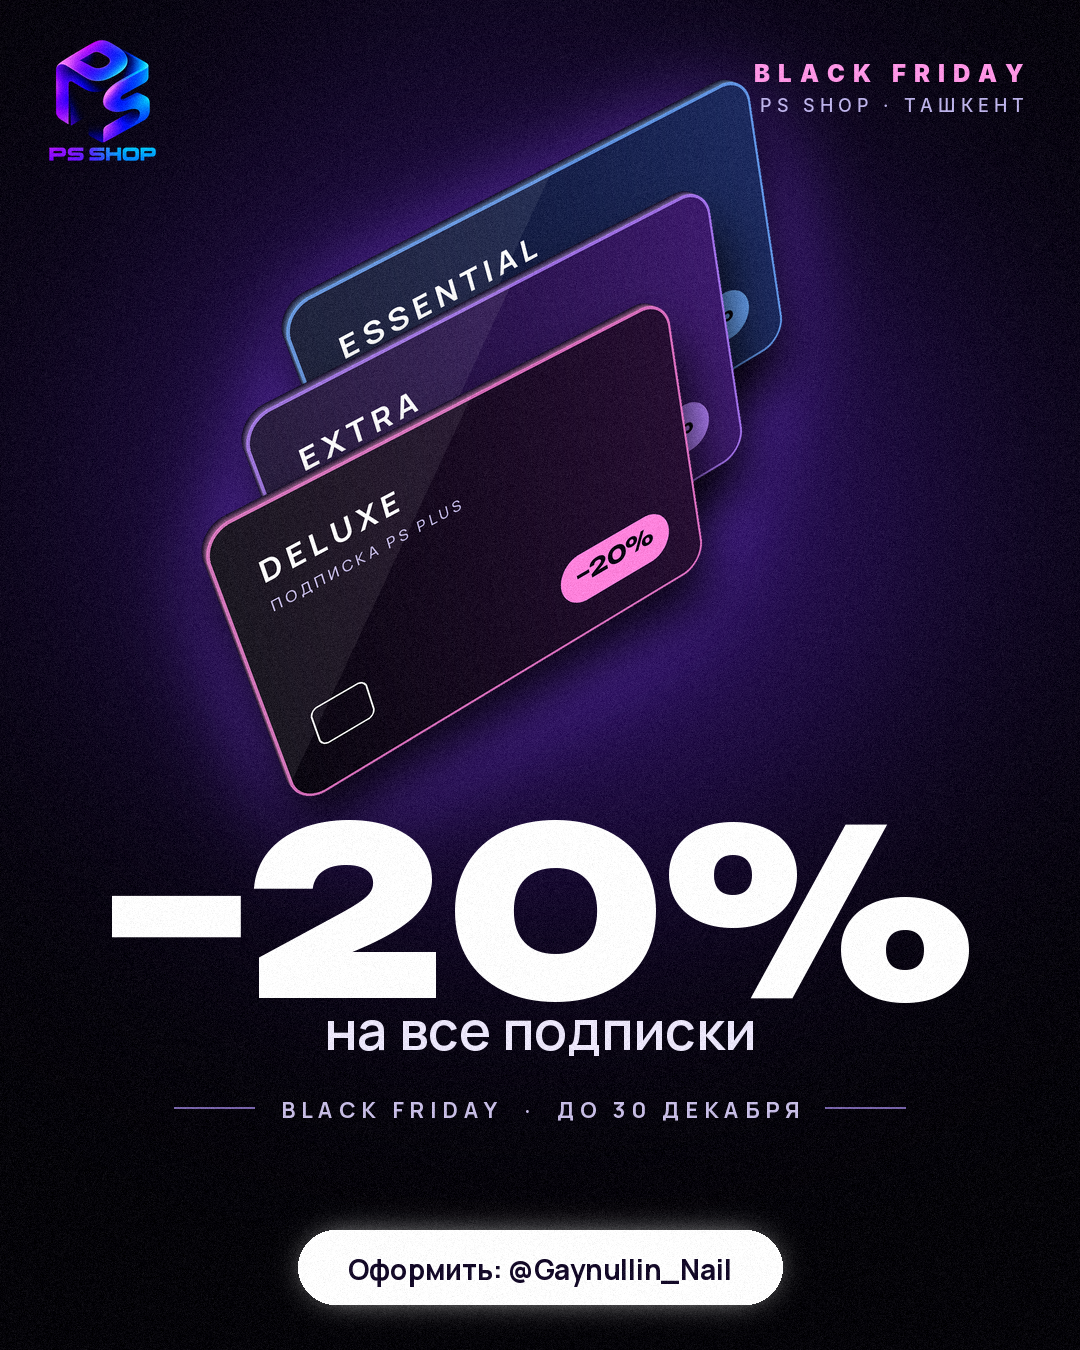 PS SHOP
BLACK FRIDAY
PS SHOP · ТАШКЕНТ
ESSENTIAL
EXTRA
DELUXE
ПОДПИСКА PS PLUS
-20%
-20%
на все подписки
BLACK FRIDAY · ДО 30 ДЕКАБРЯ
Оформить: @Gaynullin_Nail